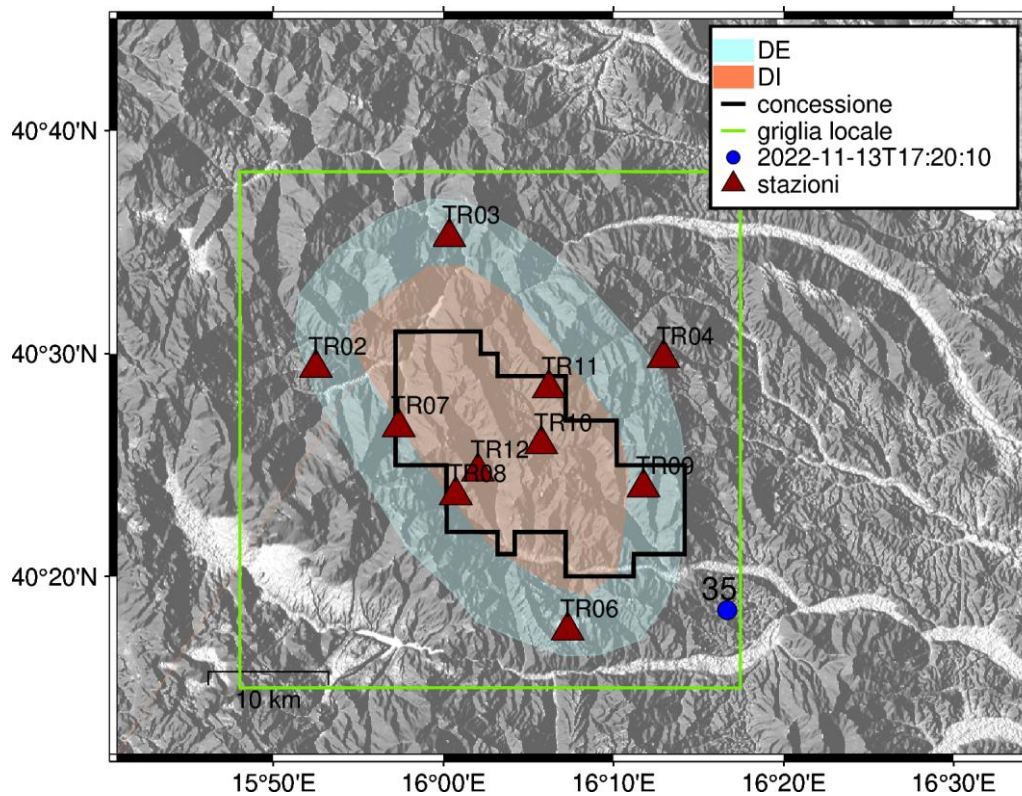 DE
DI
concessione
griglia locale
2022-11-13T17:20:10
stazioni
40°40'N
40°30'N
40°20'N
TR03
TR02
TR04
TR11
TR07
TR10
TR12
TR08
TR09
35
TR06
10 km
15°50'E
16°00'E
16°10'E
16°20'E
16°30'E